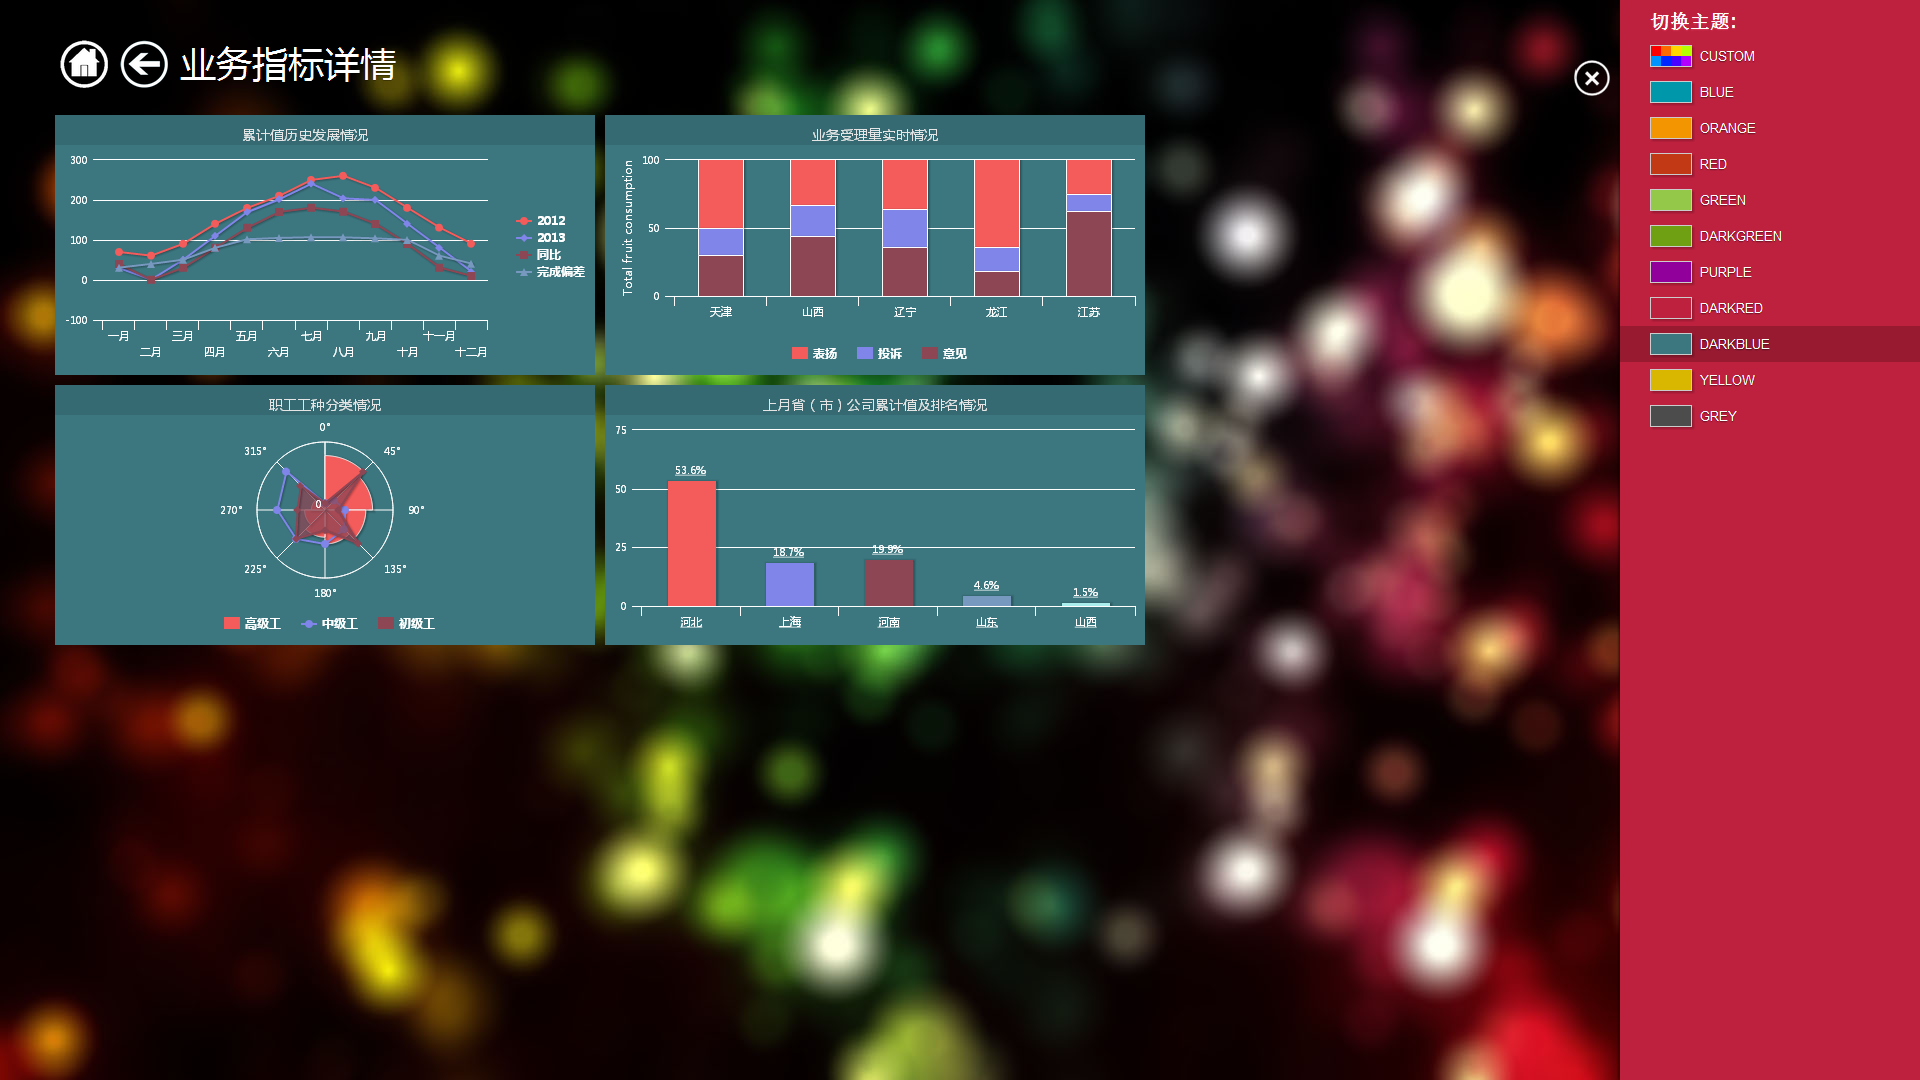 业务指标详情
累计值历史发展情况
300
200
100
0
-100
一月
二月
三月
四月
五月
六月
七月
八月
九月
十月
十一月
十二月
2012
2013
同比
完成偏差
业务受理量实时情况
Total fruit consumption
100
50
0
天津
山西
辽宁
龙江
江苏
表扬
投诉
意见
职工工种分类情况
0°
45°
90°
135°
180°
225°
270°
315°
0
高级工
中级工
初级工
上月省（市）公司累计值及排名情况
75
50
25
0
53.6%
18.7%
19.9%
4.6%
1.5%
河北
上海
河南
山东
山西
切换主题:
CUSTOM
BLUE
ORANGE
RED
GREEN
DARKGREEN
PURPLE
DARKRED
DARKBLUE
YELLOW
GREY